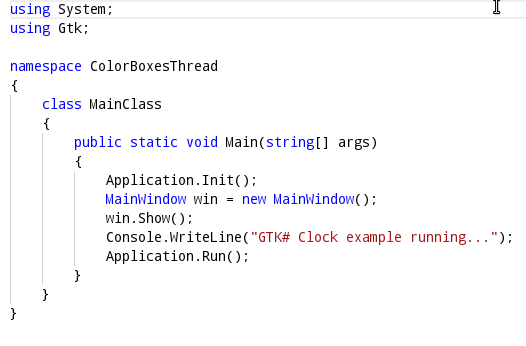 using System;
using Gtk;

namespace ColorBoxesThread
{
    class MainClass
    {
        public static void Main(string[] args)
        {
            Application.Init();
            MainWindow win = new MainWindow();
            win.Show();
            Console.WriteLine("GTK# Clock example running...");
            Application.Run();
        }
    }
}